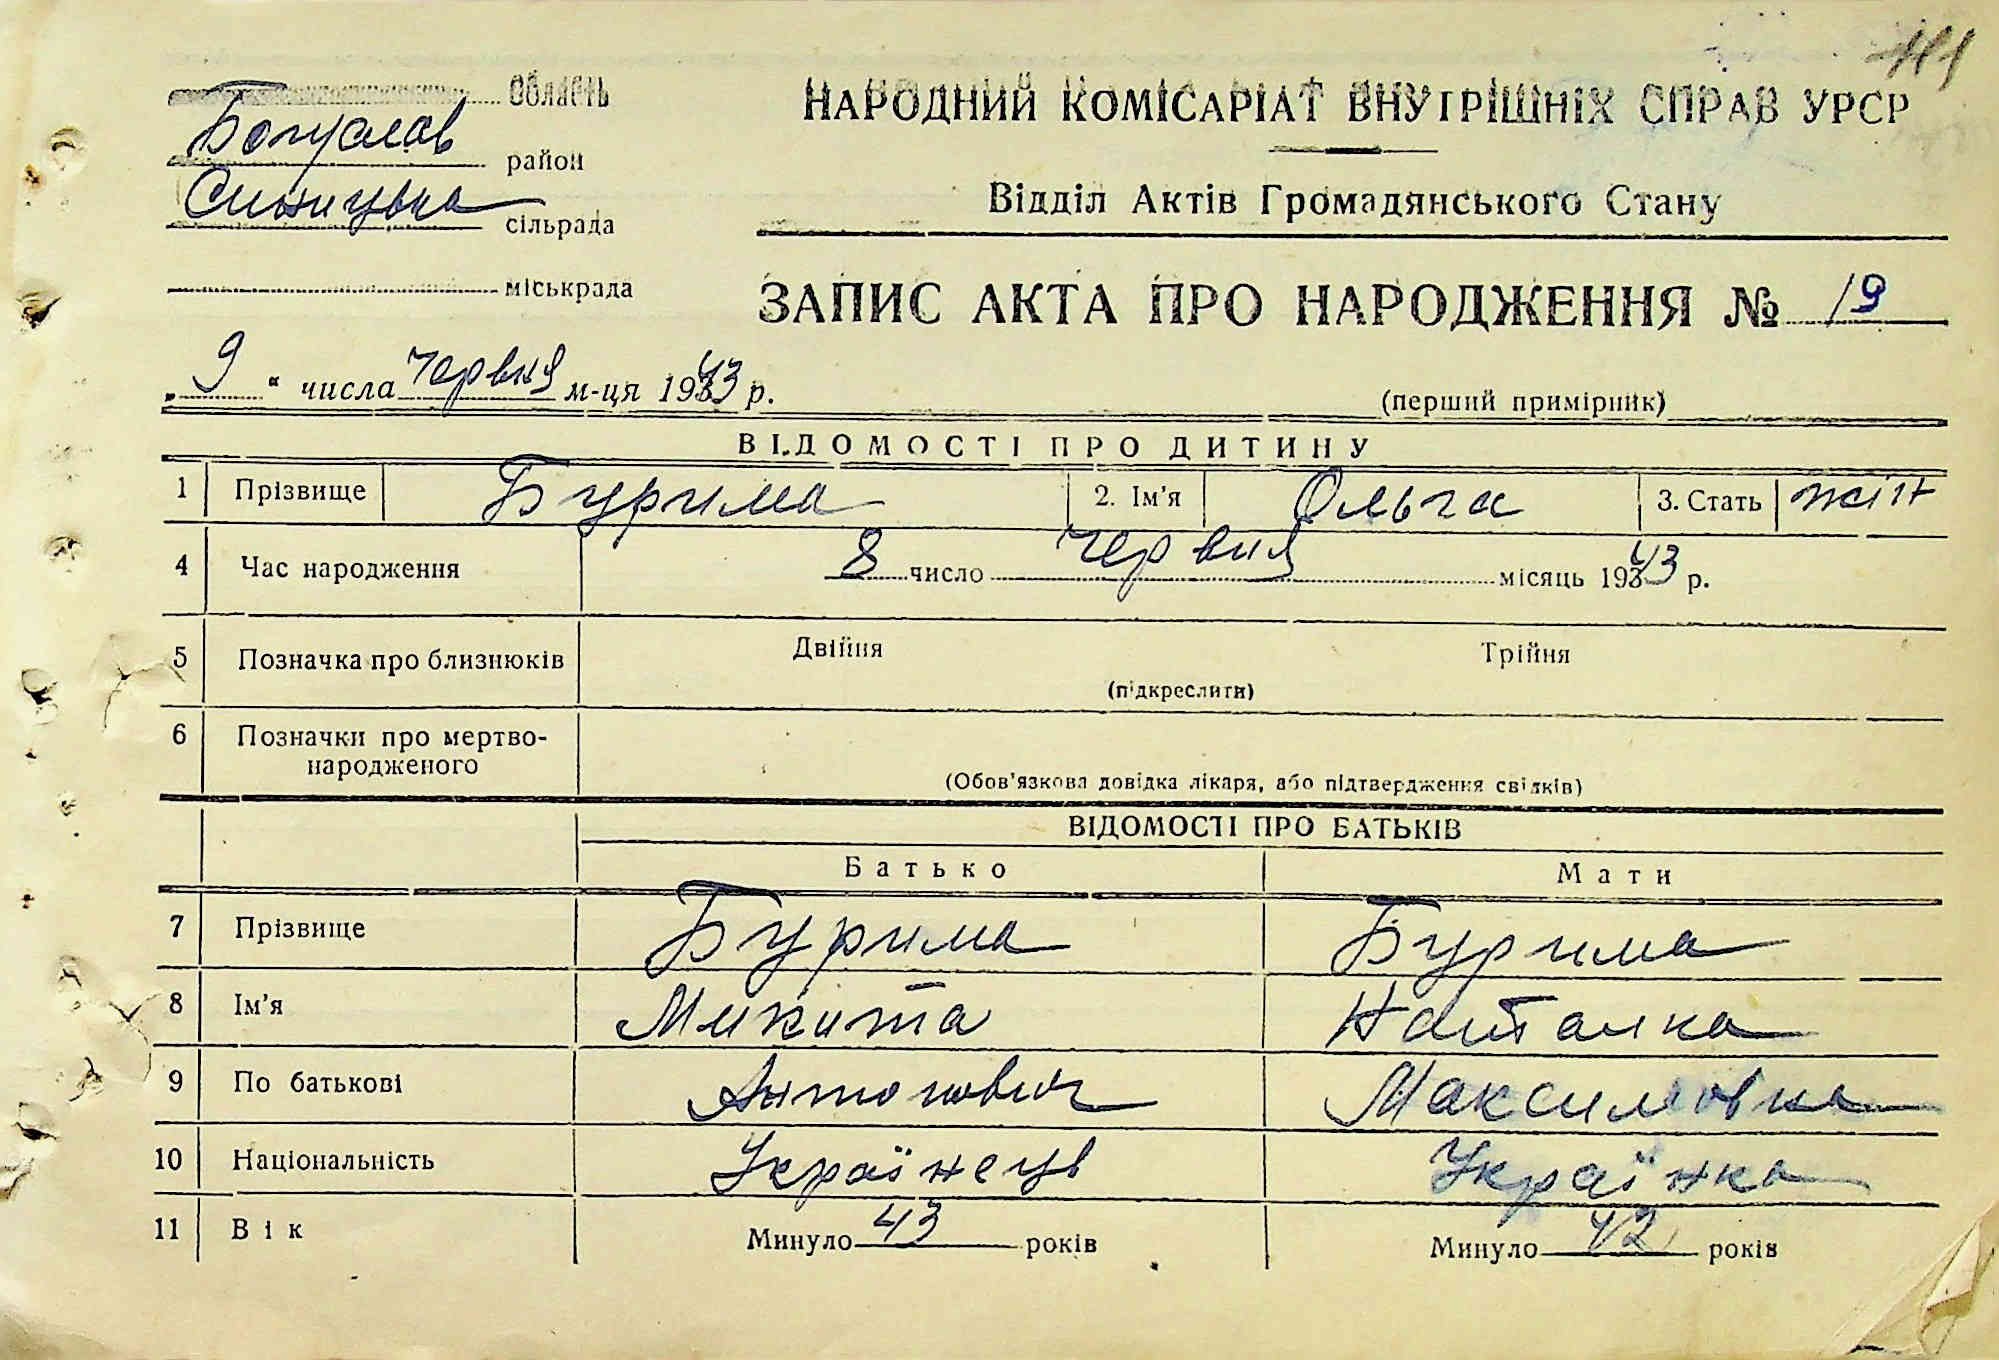 Область
Богуслав район
Синицька сільрада
міськрада
НАРОДНИЙ КОМІСАРІАТ ВНУТРІШНІХ СПРАВ УРСР
Відділ Актів Громадянського Стану
ЗАПИС АКТА ПРО НАРОДЖЕННЯ № 19
„ 9 “ числа червня м-ця 1943 р.
(перший примірник)
ВІДОМОСТІ ПРО ДИТИНУ
1 Прізвище Бурима 2. Ім'я Ольга 3. Стать жін
4 Час народження 8 число червня місяць 1943 р.
5 Позначка про близнюків Двійня Трійня
(підкреслити)
6 Позначки про мертво-
народженого
(Обов'язкова довідка лікаря, або підтвердження свідків)
ВІДОМОСТІ ПРО БАТЬКІВ
Батько Мати
7 Прізвище Бурима Бурима
8 Ім'я Микита Наталка
9 По батькові Антонович Максимовна
10 Національність Українець Українка
11 Вік Минуло 43 років Минуло 42 років